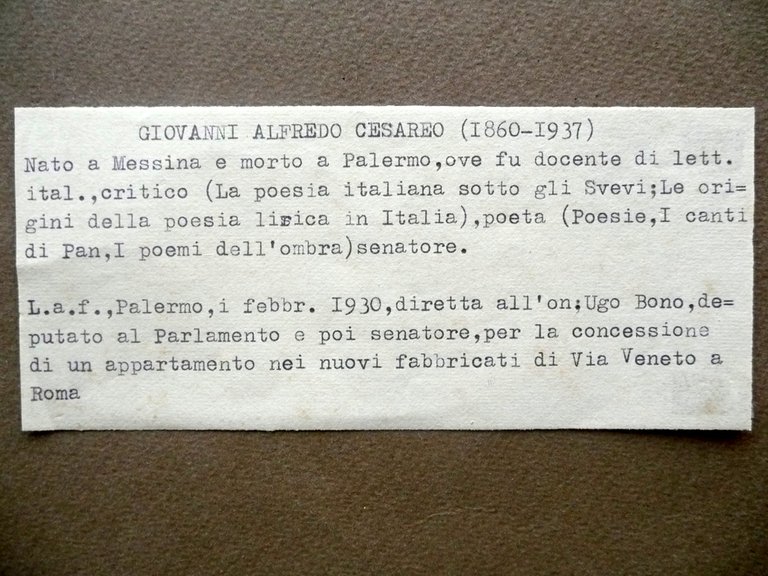 GIOVANNI ALFREDO CESAREO (I860-I937)
Nato a Messina e morto a Palermo,ove fu docente di lett.
ital.,critico (La poesia italiana sotto gli Svevi;Le ori=
gini della poesia lirica in Italia),poeta (Poesie,I canti
di Pan,I poemi dell'ombra)senatore.
L.a.f.,Palermo,i febbr. I930,diretta all'on;Ugo Bono,de=
putato al Parlamento e poi senatore,per la concessione
di un appartamento nei nuovi fabbricati di Via Veneto a
Roma